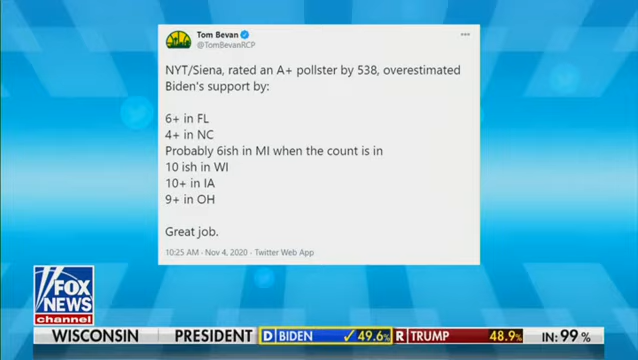 Tom Bevan
@TomBevanRCP
NYT/Siena, rated an A+ pollster by 538, overestimated
Biden's support by:
6+ in FL
4+ in NC
Probably 6ish in MI when the count is in
10 ish in WI
10+ in IA
9+ in OH
Great job.
10:25 AM · Nov 4, 2020 · Twitter Web App
FOX
NEWS
channel
WISCONSIN PRESIDENT D BIDEN ✓49.6% R TRUMP 48.9% IN: 99%